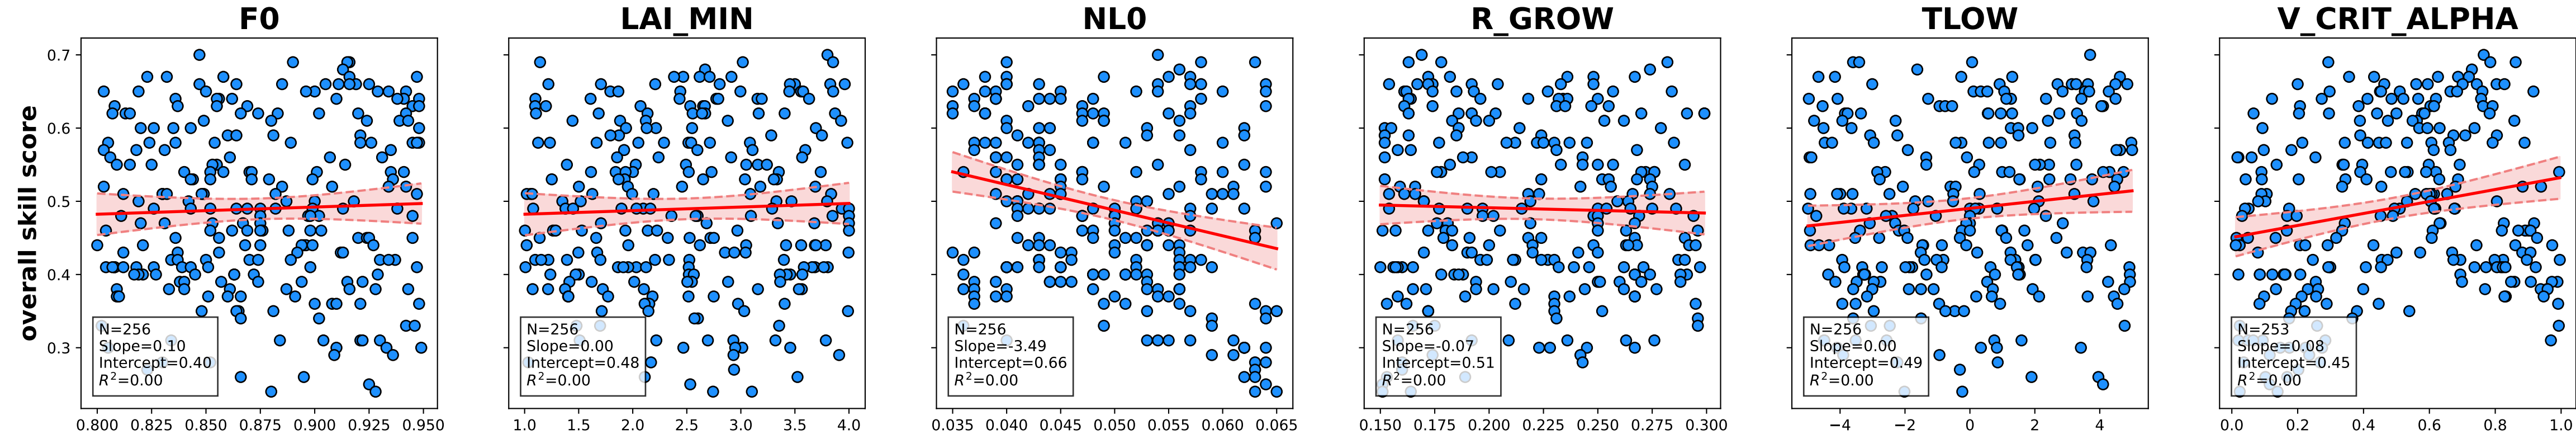 F0
LAI_MIN
NL0
R_GROW
TLOW
V_CRIT_ALPHA
overall skill score
0.7
0.6
0.5
0.4
0.3
N=256
Slope=0.10
Intercept=0.40
R²=0.00
N=256
Slope=0.00
Intercept=0.48
R²=0.00
N=256
Slope=-3.49
Intercept=0.66
R²=0.00
N=256
Slope=-0.07
Intercept=0.51
R²=0.00
N=256
Slope=0.00
Intercept=0.49
R²=0.00
N=253
Slope=0.08
Intercept=0.45
R²=0.00
0.800 0.825 0.850 0.875 0.900 0.925 0.950
1.0 1.5 2.0 2.5 3.0 3.5 4.0
0.035 0.040 0.045 0.050 0.055 0.060 0.065
0.150 0.175 0.200 0.225 0.250 0.275 0.300
−4 −2 0 2 4
0.0 0.2 0.4 0.6 0.8 1.0